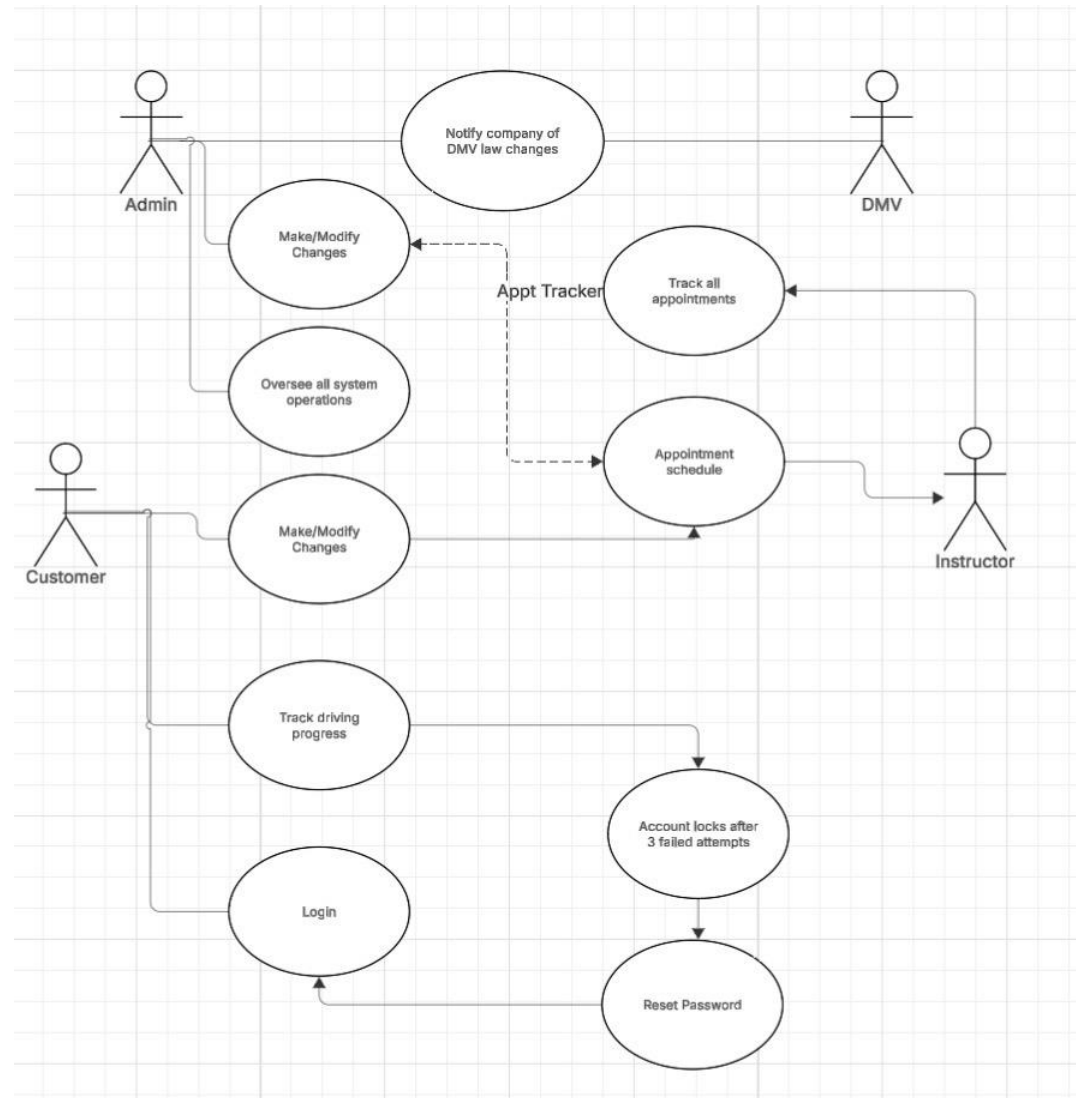 Notify company of
DMV law changes
Admin
DMV
Make/Modify
Changes
Appt Tracker
Track all
appointments
Oversee all system
operations
Appointment
schedule
Make/Modify
Changes
Customer
Instructor
Track driving
progress
Account locks after
3 failed attempts
Login
Reset Password